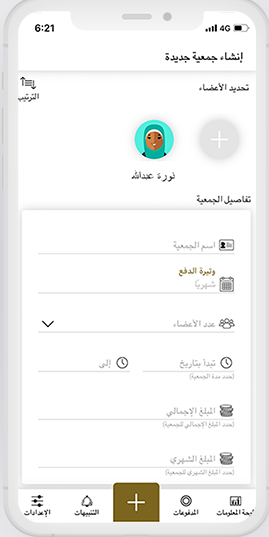 6:21 4G
إنشاء جمعية جديدة
تحديد الأعضاء
الترتيب
نورة عبدالله
تفاصيل الجمعية
اسم الجمعية
وتيرة الدفع
شهريًا
عدد الأعضاء
تبدأ بتاريخ إلى
(حدد مدة الجمعية)
المبلغ الإجمالي
(حدد المبلغ الإجمالي للجمعية)
المبلغ الشهري
(حدد المبلغ الشهري للجمعية)
المعلومات المدفوعات التنبيهات الإعدادات